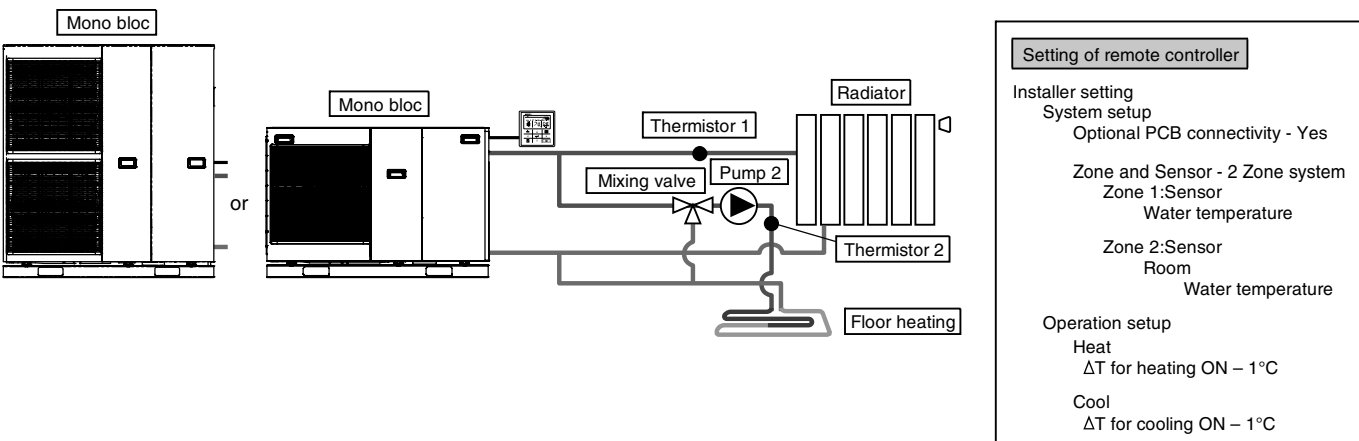 Mono bloc
or
Mono bloc
Thermistor 1
Radiator
Mixing valve
Pump 2
Thermistor 2
Floor heating
Setting of remote controller
Installer setting
System setup
Optional PCB connectivity - Yes
Zone and Sensor - 2 Zone system
Zone 1:Sensor
Water temperature
Zone 2:Sensor
Room
Water temperature
Operation setup
Heat
ΔT for heating ON – 1°C
Cool
ΔT for cooling ON – 1°C